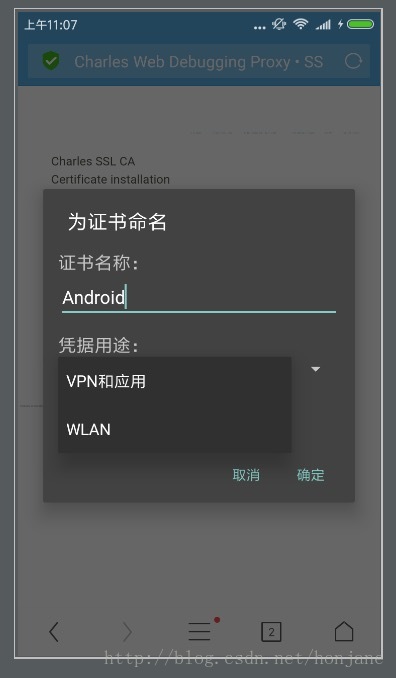 上午11:07
Charles Web Debugging Proxy • SS
Charles SSL CA
Certificate installation
为证书命名
证书名称：
Android
凭据用途：
VPN和应用
WLAN
取消 确定
2
http://blog.csdn.net/honjane